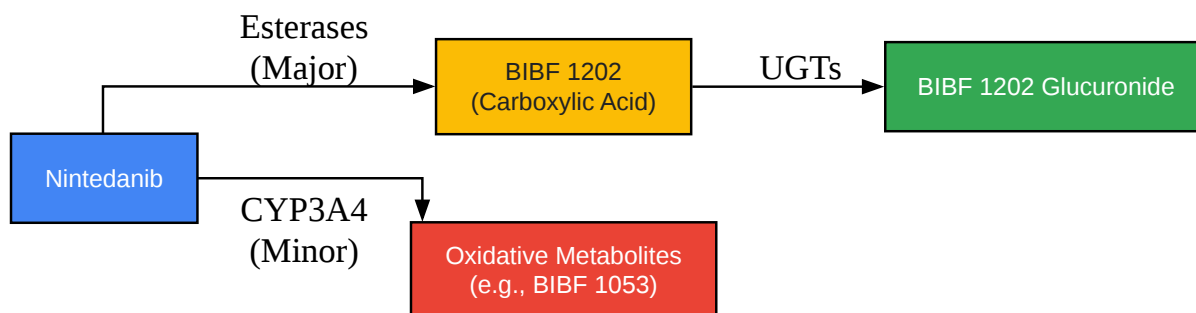 Esterases
(Major)
BIBF 1202
(Carboxylic Acid)
UGTs
BIBF 1202 Glucuronide
Nintedanib
CYP3A4
(Minor)
Oxidative Metabolites
(e.g., BIBF 1053)